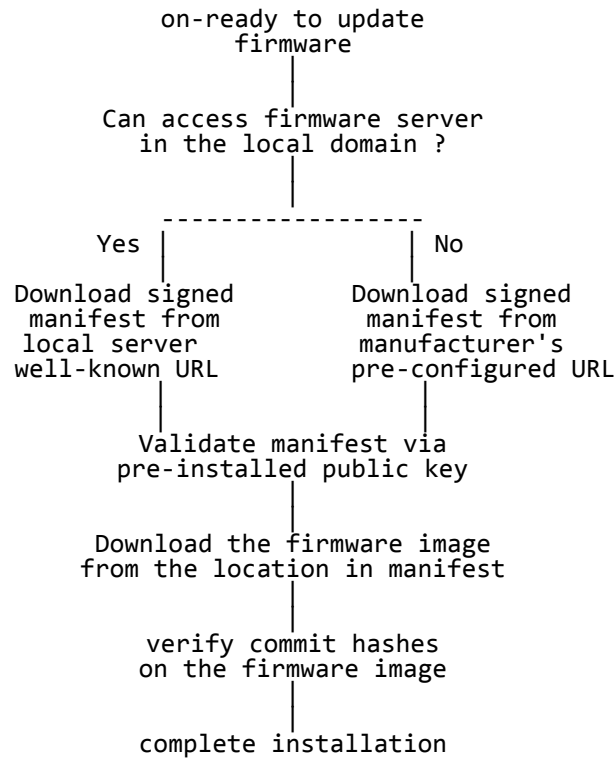 on-ready to update
firmware
Can access firmware server
in the local domain ?
Yes
No
Download signed
manifest from
local server
well-known URL
Download signed
manifest from
manufacturer's
pre-configured URL
Validate manifest via
pre-installed public key
Download the firmware image
from the location in manifest
verify commit hashes
on the firmware image
complete installation